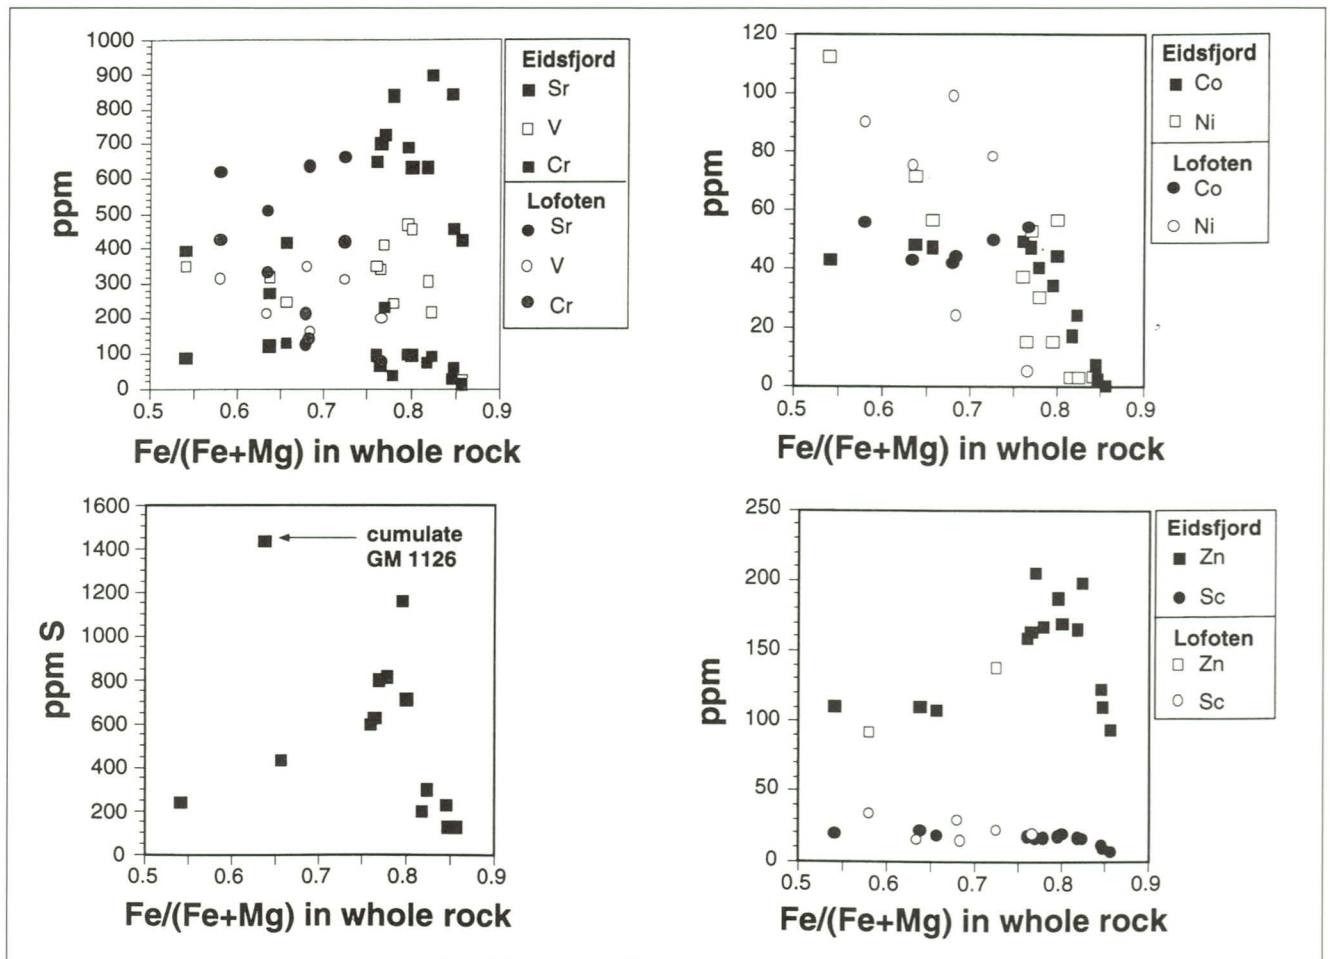 1000
900
800
700
600
500
400
300
200
100
0
ppm
0.5 0.6 0.7 0.8 0.9
Fe/(Fe+Mg) in whole rock
Eidsfjord
Sr
V
Cr
Lofoten
Sr
V
Cr
120
100
80
60
40
20
0
ppm
0.5 0.6 0.7 0.8 0.9
Fe/(Fe+Mg) in whole rock
Eidsfjord
Co
Ni
Lofoten
Co
Ni
1600
1400
1200
1000
800
600
400
200
0
ppm S
cumulate
GM 1126
0.5 0.6 0.7 0.8 0.9
Fe/(Fe+Mg) in whole rock
250
200
150
100
50
0
ppm
0.5 0.6 0.7 0.8 0.9
Fe/(Fe+Mg) in whole rock
Eidsfjord
Zn
Sc
Lofoten
Zn
Sc